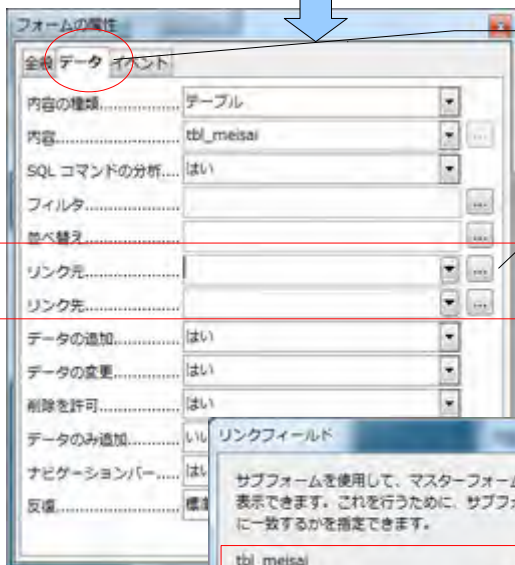 フォームの属性
全般 データ イベント
内容の種類.................. テーブル
内容............................ tbl_meisai
SQL コマンドの分析.... はい
フィルタ......................
並べ替え......................
リンク元......................
リンク先......................
データの追加............... はい
データの変更............... はい
削除を許可.................. はい
データのみ追加............
ナビゲーションバー..... はい
反復............................
リンクフィールド
サブフォームを使用して、マスターフォーム
表示できます。これを行うために、サブフォ
に一致するかを指定できます。
tbl_meisai